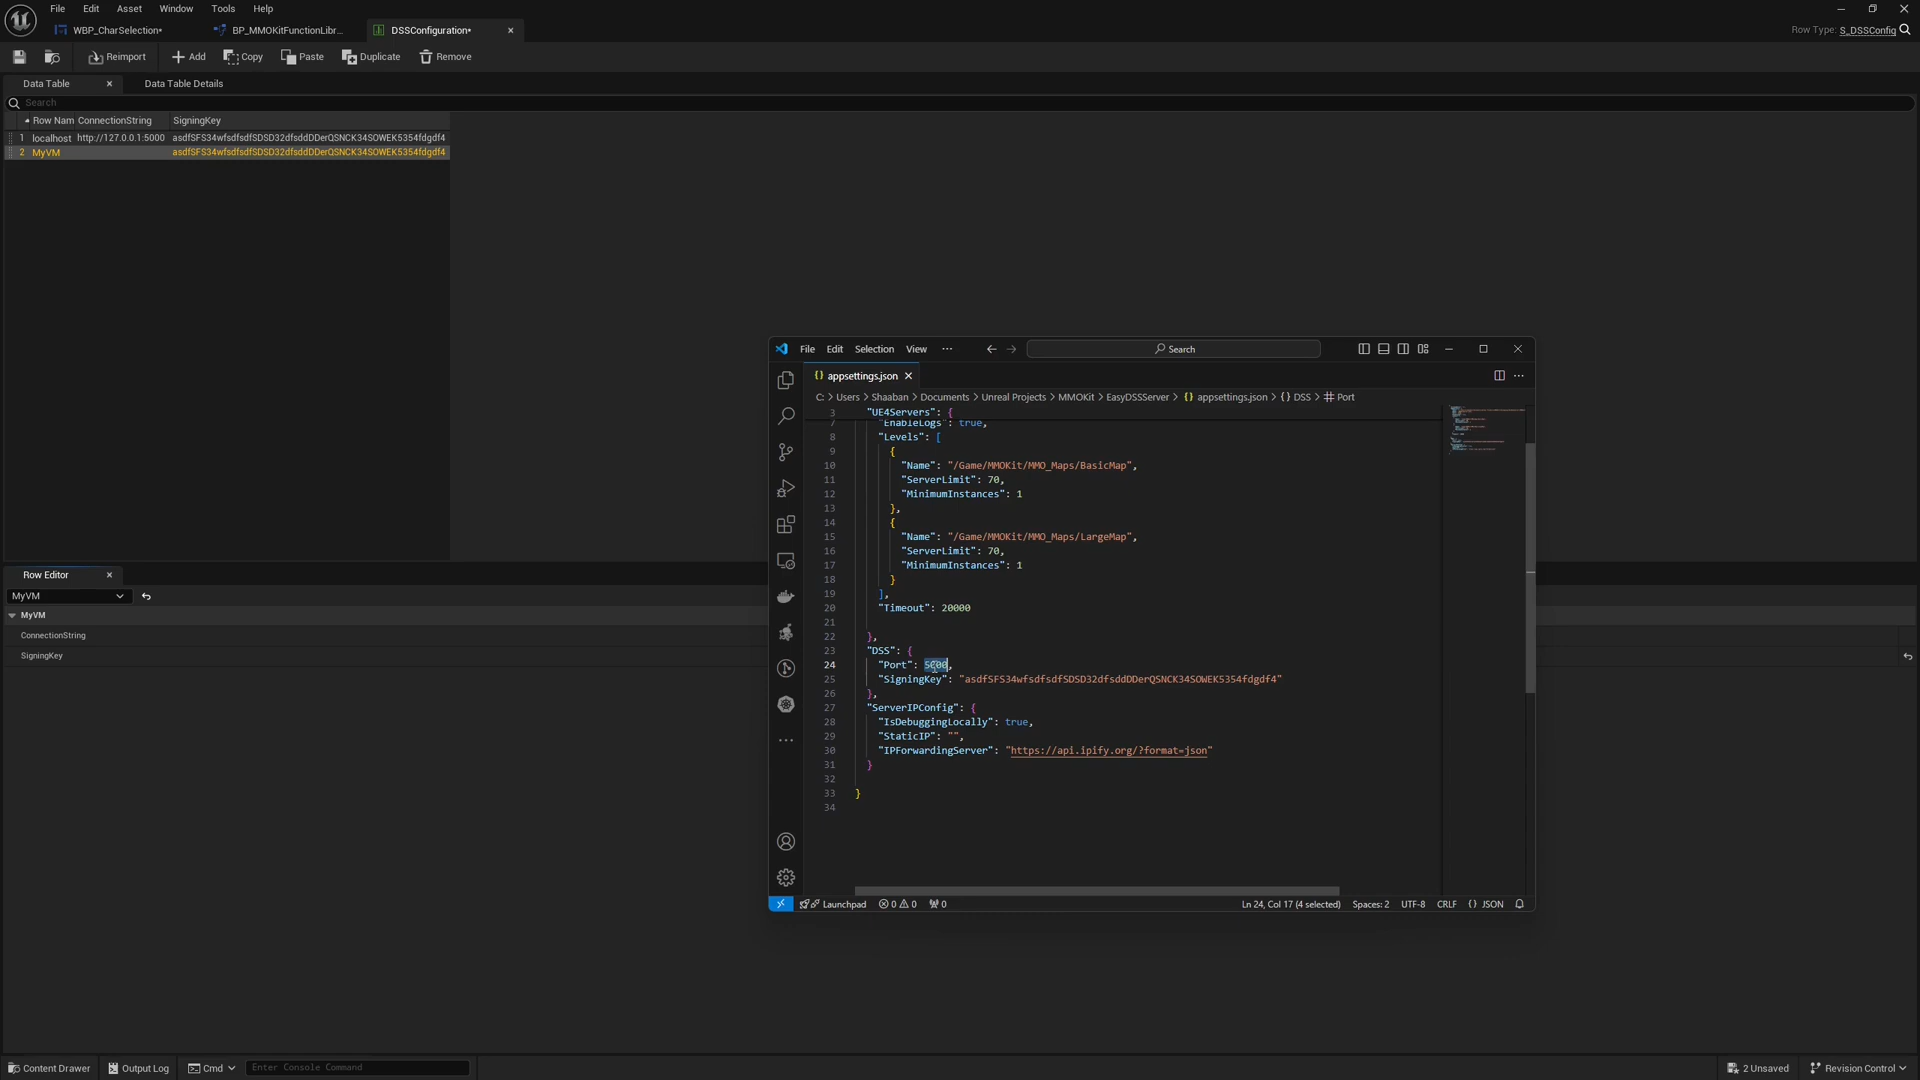 File Edit Asset Window Tools Help
WBP_CharSelection* BP_MMOKitFunctionLibr... DSSConfiguration*
Row Type: S_DSSConfig
Reimport Add Copy Paste Duplicate Remove
Data Table Data Table Details
Search
Row Nam ConnectionString SigningKey
1 localhost http://127.0.0.1:5000 asdfSFS34wfsdfsdfSDSD32dfsddDDerQSNCK34SOWEK5354fdgdf4
2 MyVM asdfSFS34wfsdfsdfSDSD32dfsddDDerQSNCK34SOWEK5354fdgdf4
Row Editor
MyVM
MyVM
ConnectionString
SigningKey
File Edit Selection View ··· Search
{} appsettings.json
C: > Users > Shaaban > Documents > Unreal Projects > MMOKit > EasyDSSServer > {} appsettings.json > {} DSS > # Port
3 "UE4Servers": {
7 "EnableLogs": true,
8 "Levels": [
9 {
10 "Name": "/Game/MMOKit/MMO_Maps/BasicMap",
11 "ServerLimit": 70,
12 "MinimumInstances": 1
13 },
14 {
15 "Name": "/Game/MMOKit/MMO_Maps/LargeMap",
16 "ServerLimit": 70,
17 "MinimumInstances": 1
18 }
19 ],
20 "Timeout": 20000
21
22 },
23 "DSS": {
24 "Port": 5000,
25 "SigningKey": "asdfSFS34wfsdfsdfSDSD32dfsddDDerQSNCK34SOWEK5354fdgdf4"
26 },
27 "ServerIPConfig": {
28 "IsDebuggingLocally": true,
29 "StaticIP": "",
30 "IPForwardingServer": "https://api.ipify.org/?format=json"
31 }
32
33 }
34
Launchpad 0 0 0 Ln 24, Col 17 (4 selected) Spaces: 2 UTF-8 CRLF {} JSON
Content Drawer Output Log Cmd Enter Console Command 2 Unsaved Revision Control